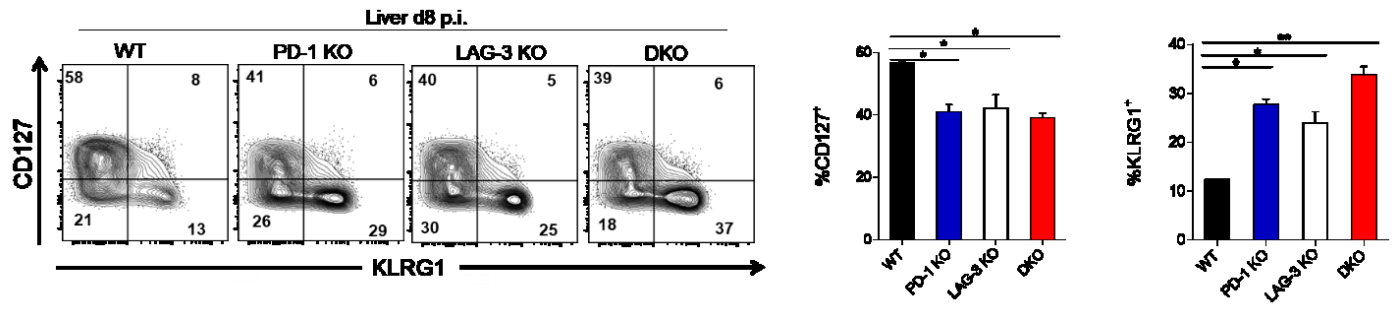 Liver d8 p.i.
WT PD-1 KO LAG-3 KO DKO
58 8 41 6 40 5 39 6
CD127
21 13 26 29 30 25 18 37
KLRG1
%CD127+
60
40
20
0
* * *
WT PD-1 KO LAG-3 KO DKO
%KLRG1+
40
30
20
10
0
** * *
WT PD-1 KO LAG-3 KO DKO